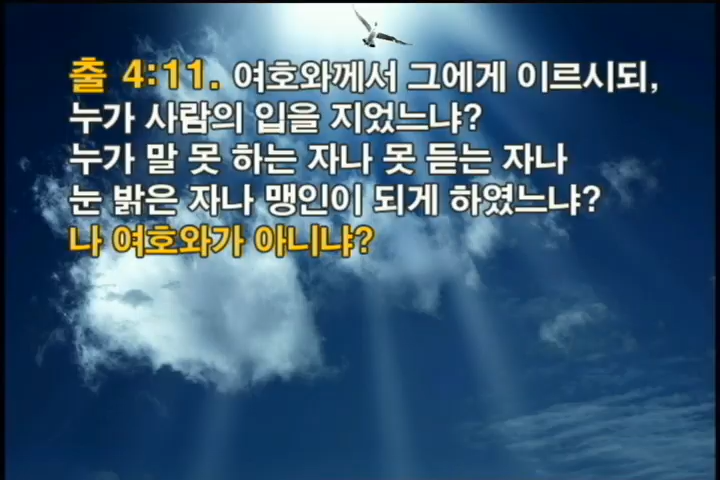 출 4:11. 여호와께서 그에게 이르시되,
누가 사람의 입을 지었느냐?
누가 말 못 하는 자나 못 듣는 자나
눈 밝은 자나 맹인이 되게 하였느냐?
나 여호와가 아니냐?